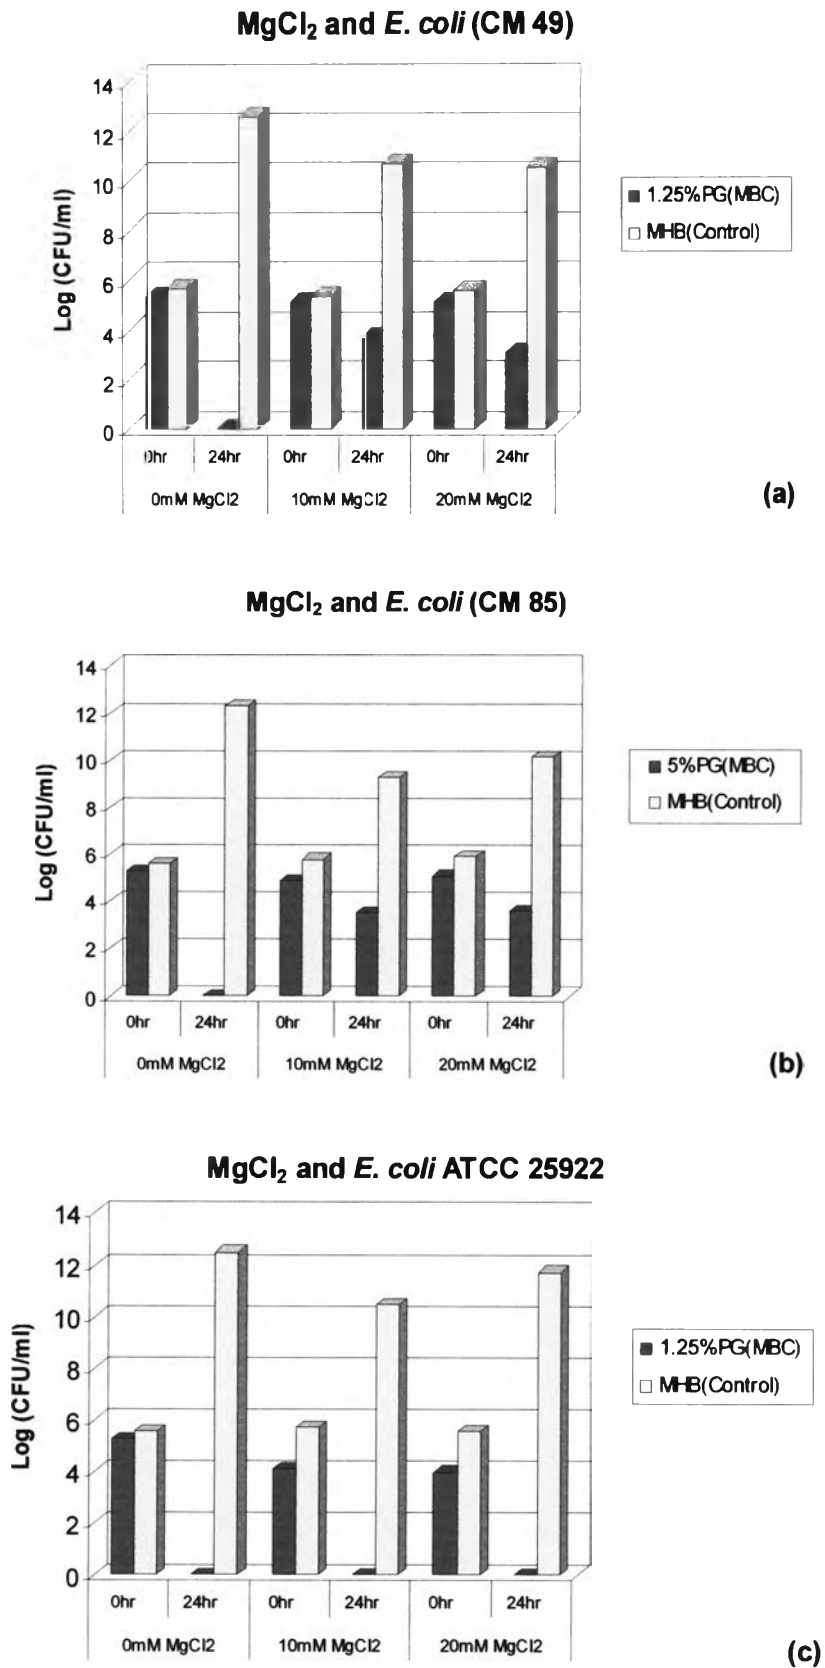 MgCl₂ and E. coli (CM 49)
14
12
10
8
6
4
2
0
Log (CFU/ml)
1.25%PG(MBC)
MHB(Control)
0hr 24hr 0hr 24hr 0hr 24hr
0mM MgCl2 10mM MgCl2 20mM MgCl2
(a)
MgCl₂ and E. coli (CM 85)
14
12
10
8
6
4
2
0
Log (CFU/ml)
5%PG(MBC)
MHB(Control)
0hr 24hr 0hr 24hr 0hr 24hr
0mM MgCl2 10mM MgCl2 20mM MgCl2
(b)
MgCl₂ and E. coli ATCC 25922
14
12
10
8
6
4
2
0
Log (CFU/ml)
1.25%PG(MBC)
MHB(Control)
0hr 24hr 0hr 24hr 0hr 24hr
0mM MgCl2 10mM MgCl2 20mM MgCl2
(c)